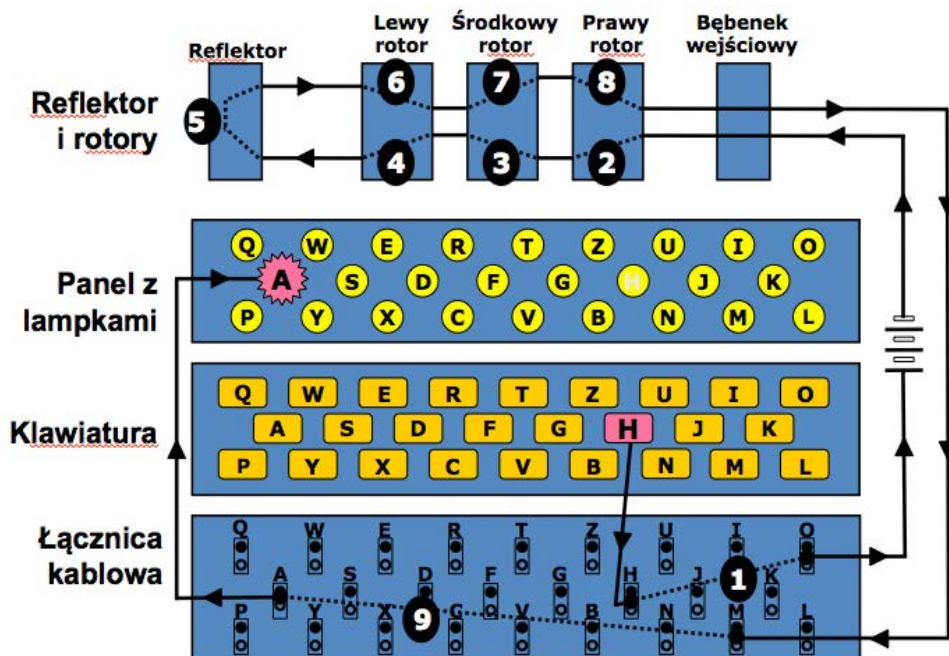 Reflektor
Lewy
rotor
Środkowy
rotor
Prawy
rotor
Bębenek
wejściowy
Reflektor
i rotory
6 7 8
5
4 3 2
Panel z
lampkami
Q W E R T Z U I O
A S D F G H J K
P Y X C V B N M L
Klawiatura
Q W E R T Z U I O
A S D F G H J K
P Y X C V B N M L
Łącznica
kablowa
Q W E R T Z U I O
A S D F G H J 1 K
P Y X 9 C V B N M L